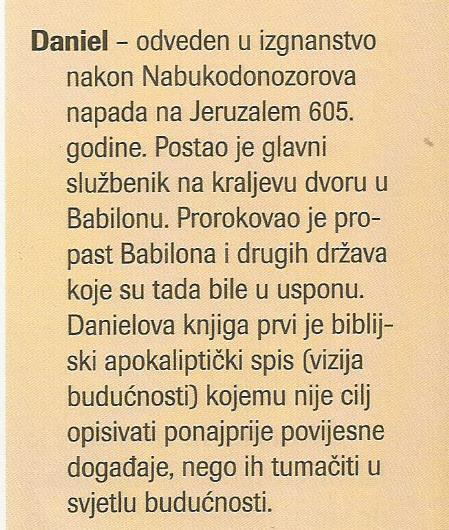 Daniel – odveden u izgnanstvo
nakon Nabukodonozorova
napada na Jeruzalem 605.
godine. Postao je glavni
službenik na kraljevu dvoru u
Babilonu. Prorokovao je pro-
past Babilona i drugih država
koje su tada bile u usponu.
Danielova knjiga prvi je biblij-
ski apokaliptički spis (vizija
budućnosti) kojemu nije cilj
opisivati ponajprije povijesne
događaje, nego ih tumačiti u
svjetlu budućnosti.